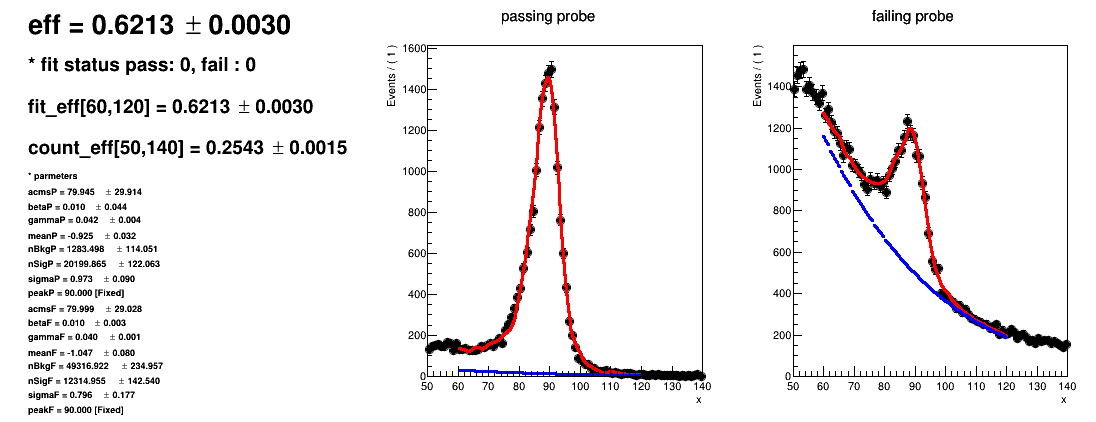 eff = 0.6213 ± 0.0030
* fit status pass: 0, fail : 0
fit_eff[60,120] = 0.6213 ± 0.0030
count_eff[50,140] = 0.2543 ± 0.0015
* parmeters
acmsP = 79.945 ± 29.914
betaP = 0.010 ± 0.044
gammaP = 0.042 ± 0.004
meanP = -0.925 ± 0.032
nBkgP = 1283.498 ± 114.051
nSigP = 20199.865 ± 122.063
sigmaP = 0.973 ± 0.090
peakP = 90.000 [Fixed]
acmsF = 79.999 ± 29.028
betaF = 0.010 ± 0.003
gammaF = 0.040 ± 0.001
meanF = -1.047 ± 0.080
nBkgF = 49316.922 ± 234.957
nSigF = 12314.955 ± 142.540
sigmaF = 0.796 ± 0.177
peakF = 90.000 [Fixed]
passing probe
Events / ( 1 )
1600
1400
1200
1000
800
600
400
200
0
50 60 70 80 90 100 110 120 130 140
x
failing probe
Events / ( 1 )
1400
1200
1000
800
600
400
200
0
50 60 70 80 90 100 110 120 130 140
x